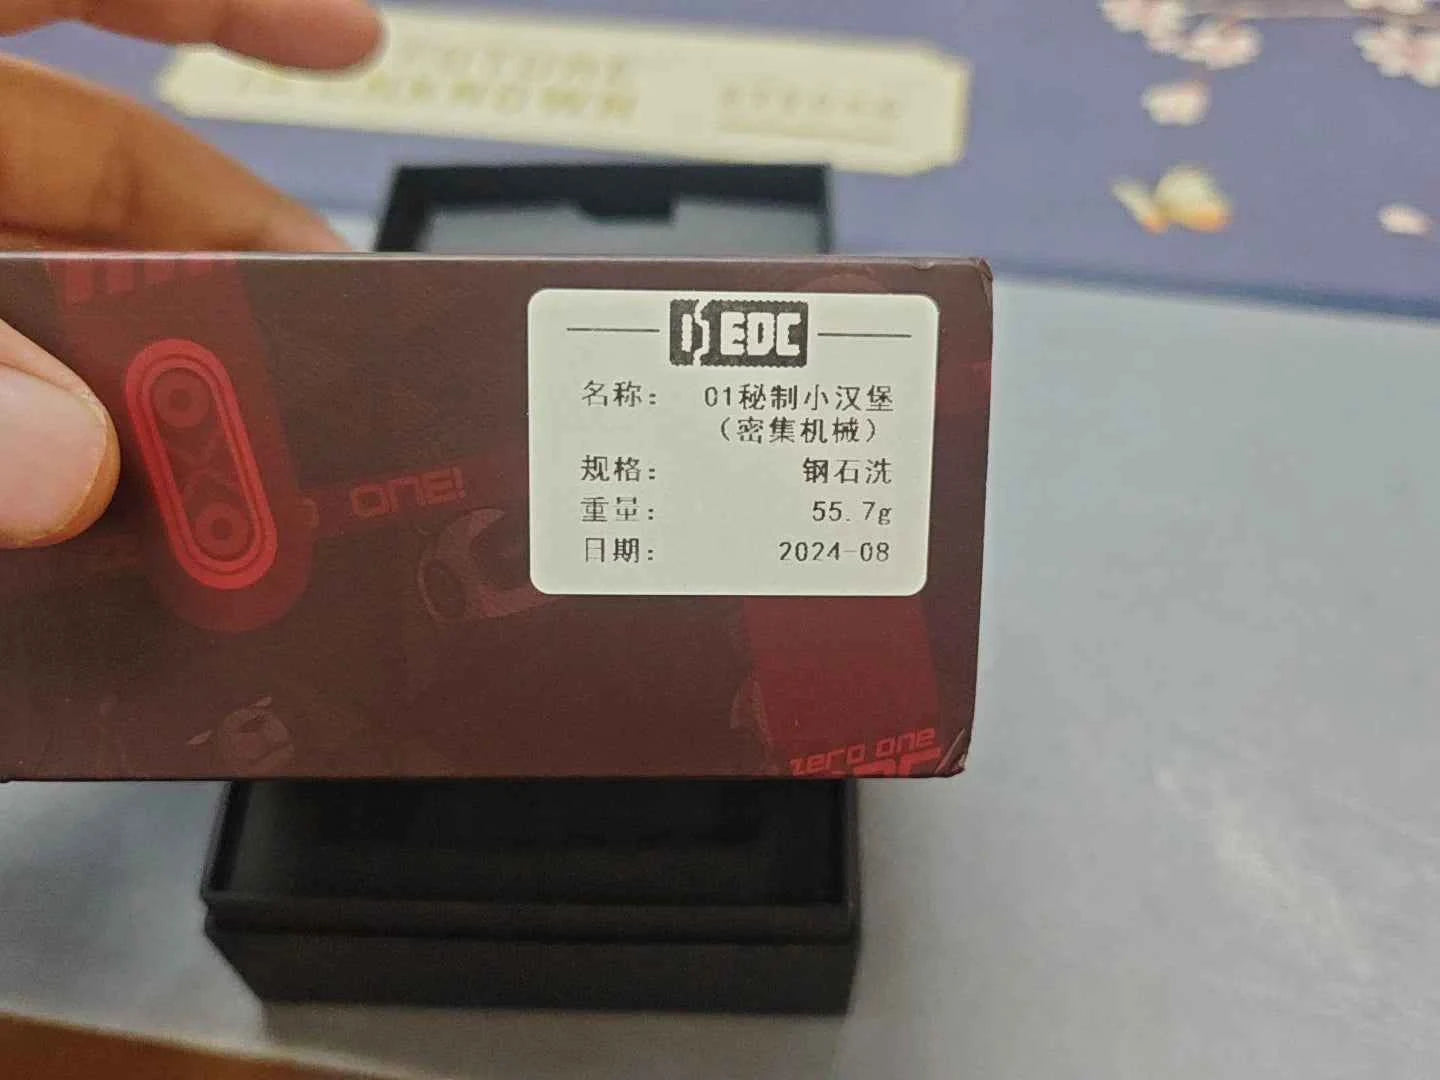 EDC
名称： 01秘制小汉堡
（密集机械）
规格： 钢石洗
重量： 55.7g
日期： 2024-08
ONE!
zero one